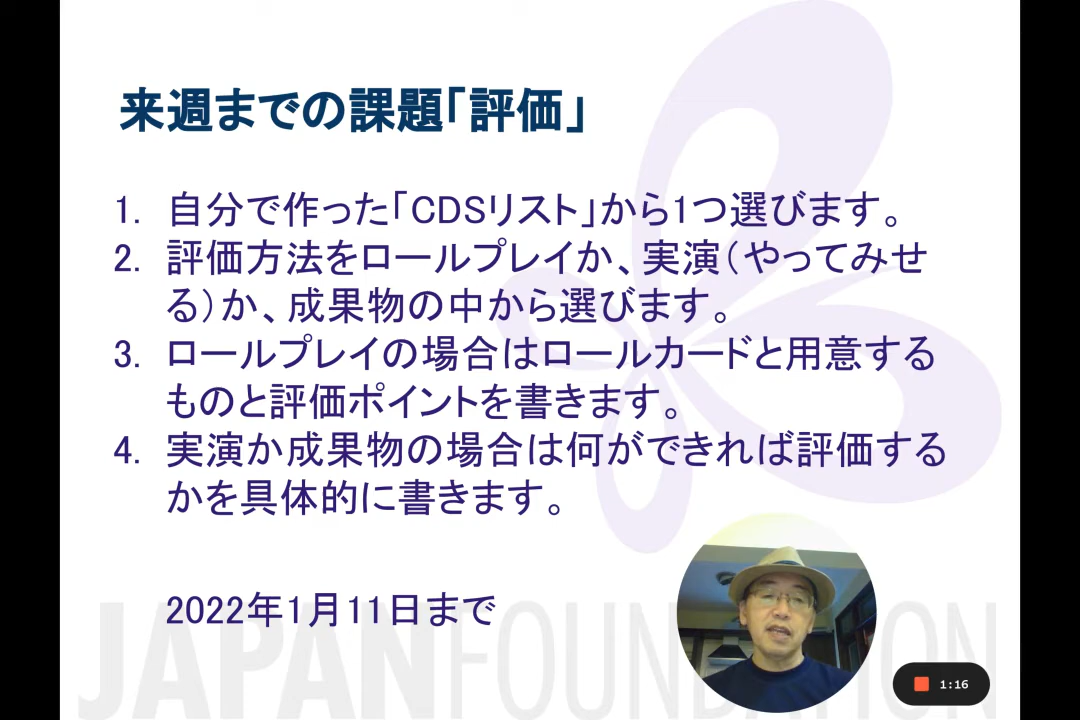 来週までの課題「評価」
1. 自分で作った「CDSリスト」から1つ選びます。
2. 評価方法をロールプレイか、実演(やってみせ
る)か、成果物の中から選びます。
3. ロールプレイの場合はロールカードと用意する
ものと評価ポイントを書きます。
4. 実演か成果物の場合は何ができれば評価する
かを具体的に書きます。
2022年1月11日まで
JAPANFOUNDATION
1:16